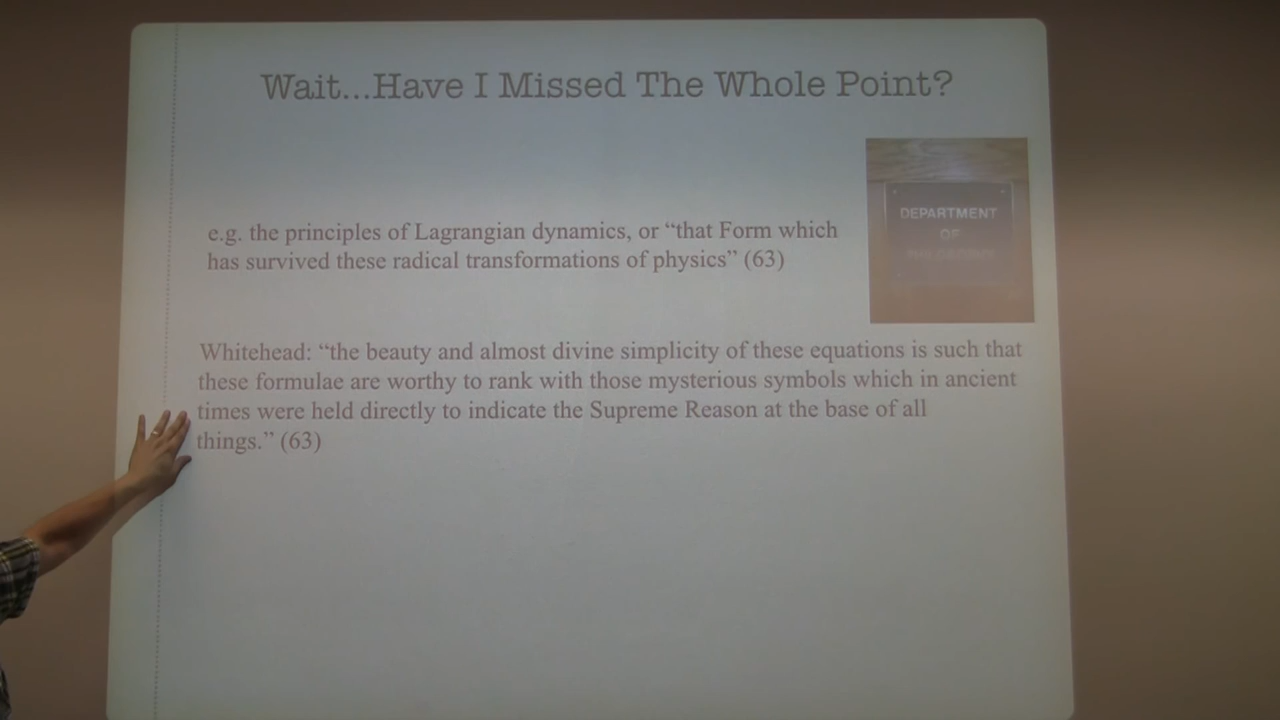 Wait...Have I Missed The Whole Point?
e.g. the principles of Lagrangian dynamics, or “that Form which
has survived these radical transformations of physics” (63)
DEPARTMENT
OF
Whitehead: “the beauty and almost divine simplicity of these equations is such that
these formulae are worthy to rank with those mysterious symbols which in ancient
times were held directly to indicate the Supreme Reason at the base of all
things.” (63)